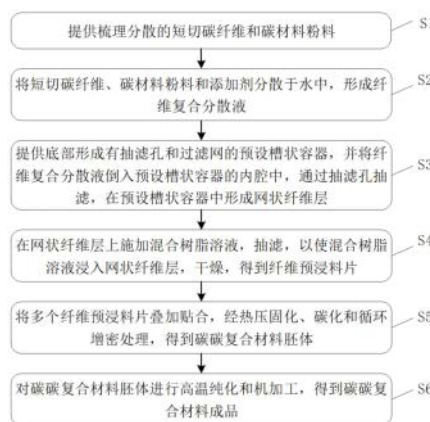 提供梳理分散的短切碳纤维和碳材料粉料
S1
将短切碳纤维、碳材料粉料和添加剂分散于水中，形成纤
维复合分散液
S2
提供底部形成有抽滤孔和过滤网的预设槽状容器，并将纤
维复合分散液倒入预设槽状容器的内腔中，通过抽滤孔抽
滤，在预设槽状容器中形成网状纤维层
S3
在网状纤维层上施加混合树脂溶液，抽滤，以使混合树脂
溶液浸入网状纤维层，干燥，得到纤维预浸料片
S4
将多个纤维预浸料片叠加贴合，经热压固化、碳化和循环
增密处理，得到碳碳复合材料胚体
S5
对碳碳复合材料胚体进行高温纯化和机加工，得到碳碳复
合材料成品
S6